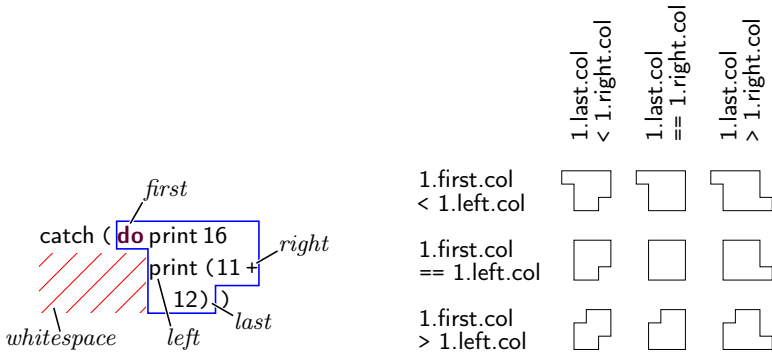 first
catch ( do print 16
right
print (11 +
12) )
last
whitespace
left
1.last.col
< 1.right.col
1.last.col
== 1.right.col
1.last.col
> 1.right.col
1.first.col
< 1.left.col
1.first.col
== 1.left.col
1.first.col
> 1.left.col